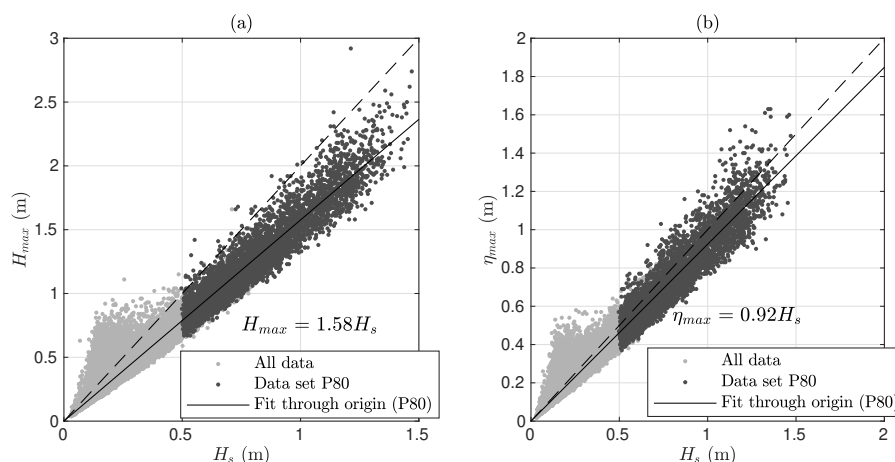 (a)
3
2.5
2
1.5
1
0.5
0
H_max (m)
0
0.5
1
1.5
H_s (m)
H_max = 1.58H_s
All data
Data set P80
Fit through origin (P80)
(b)
2
1.8
1.6
1.4
1.2
1
0.8
0.6
0.4
0.2
0
η_max (m)
0
0.5
1
1.5
2
H_s (m)
η_max = 0.92H_s
All data
Data set P80
Fit through origin (P80)